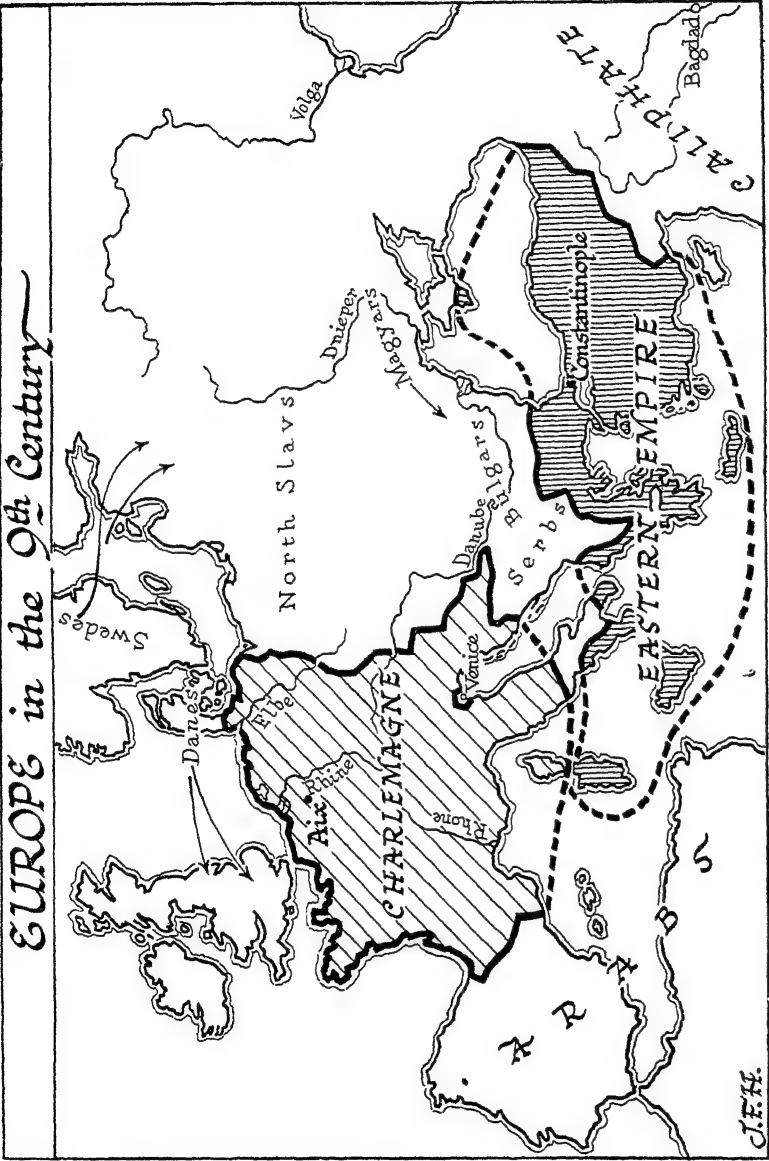 EUROPE in the 9th Century
Swedes
Danes
North Slavs
Volga
Dnieper
Magyars
Elbe
Rhine
Aix
CHARLEMAGNE
Rhone
Venice
Danube
Bulgars
Serbs
Constantinople
EASTERN EMPIRE
CALIPHATE
Bagdad
ARABS
J.F.H.